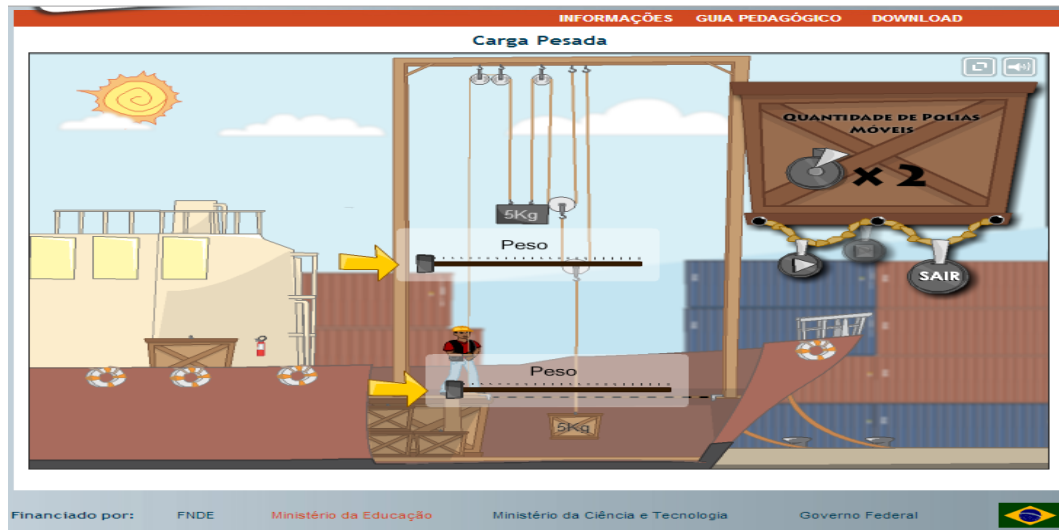 INFORMAÇÕES GUIA PEDAGÓGICO DOWNLOAD
Carga Pesada
QUANTIDADE DE POLIAS
MÓVEIS
× 2
5Kg
Peso
SAIR
Peso
5Kg
Financiado por: FNDE Ministério da Educação Ministério da Ciência e Tecnologia Governo Federal